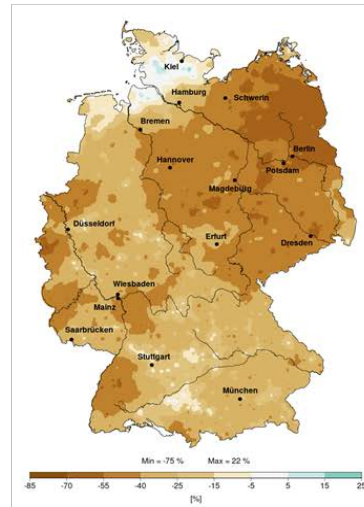 Kiel
Hamburg
Schwerin
Bremen
Berlin
Hannover
Potsdam
Magdeburg
Düsseldorf
Erfurt
Dresden
Wiesbaden
Mainz
Saarbrücken
Stuttgart
München
Min = -75 % Max = 22 %
-85 -70 -55 -40 -25 -15 -5 5 15 25
[%]